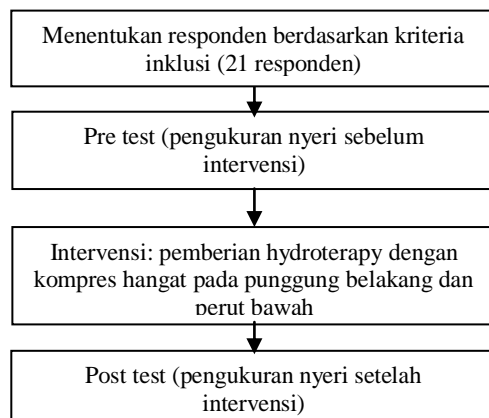 Menentukan responden berdasarkan kriteria
inklusi (21 responden)
Pre test (pengukuran nyeri sebelum
intervensi)
Intervensi: pemberian hydroterapy dengan
kompres hangat pada punggung belakang dan
perut bawah
Post test (pengukuran nyeri setelah
intervensi)